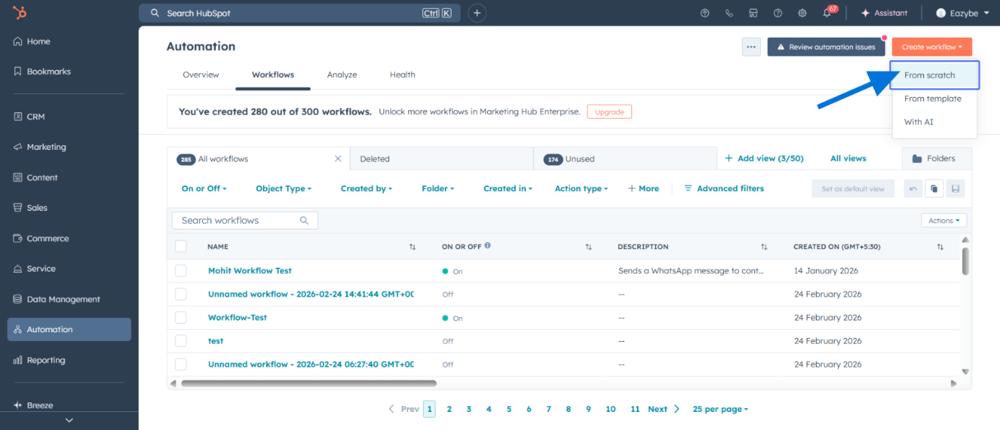 Search HubSpot Ctrl K
67 Assistant Eazybe
Home
Bookmarks
CRM
Marketing
Content
Sales
Commerce
Service
Data Management
Automation
Reporting
Breeze
Automation
Review automation issues Create workflow
From scratch
From template
With AI
Overview Workflows Analyze Health
You've created 280 out of 300 workflows. Unlock more workflows in Marketing Hub Enterprise. Upgrade
285 All workflows Deleted 174 Unused + Add view (3/50) All views Folders
On or Off Object Type Created by Folder Created in Action type + More Advanced filters Set as default view
Search workflows Actions
NAME ON OR OFF DESCRIPTION CREATED ON (GMT+5:30)
Mohit Workflow Test On Sends a WhatsApp message to cont... 14 January 2026
Unnamed workflow - 2026-02-24 14:41:44 GMT+00 Off -- 24 February 2026
Workflow-Test On -- 24 February 2026
test Off -- 24 February 2026
Unnamed workflow - 2026-02-24 06:27:40 GMT+00 Off -- 24 February 2026
Prev 1 2 3 4 5 6 7 8 9 10 11 Next 25 per page